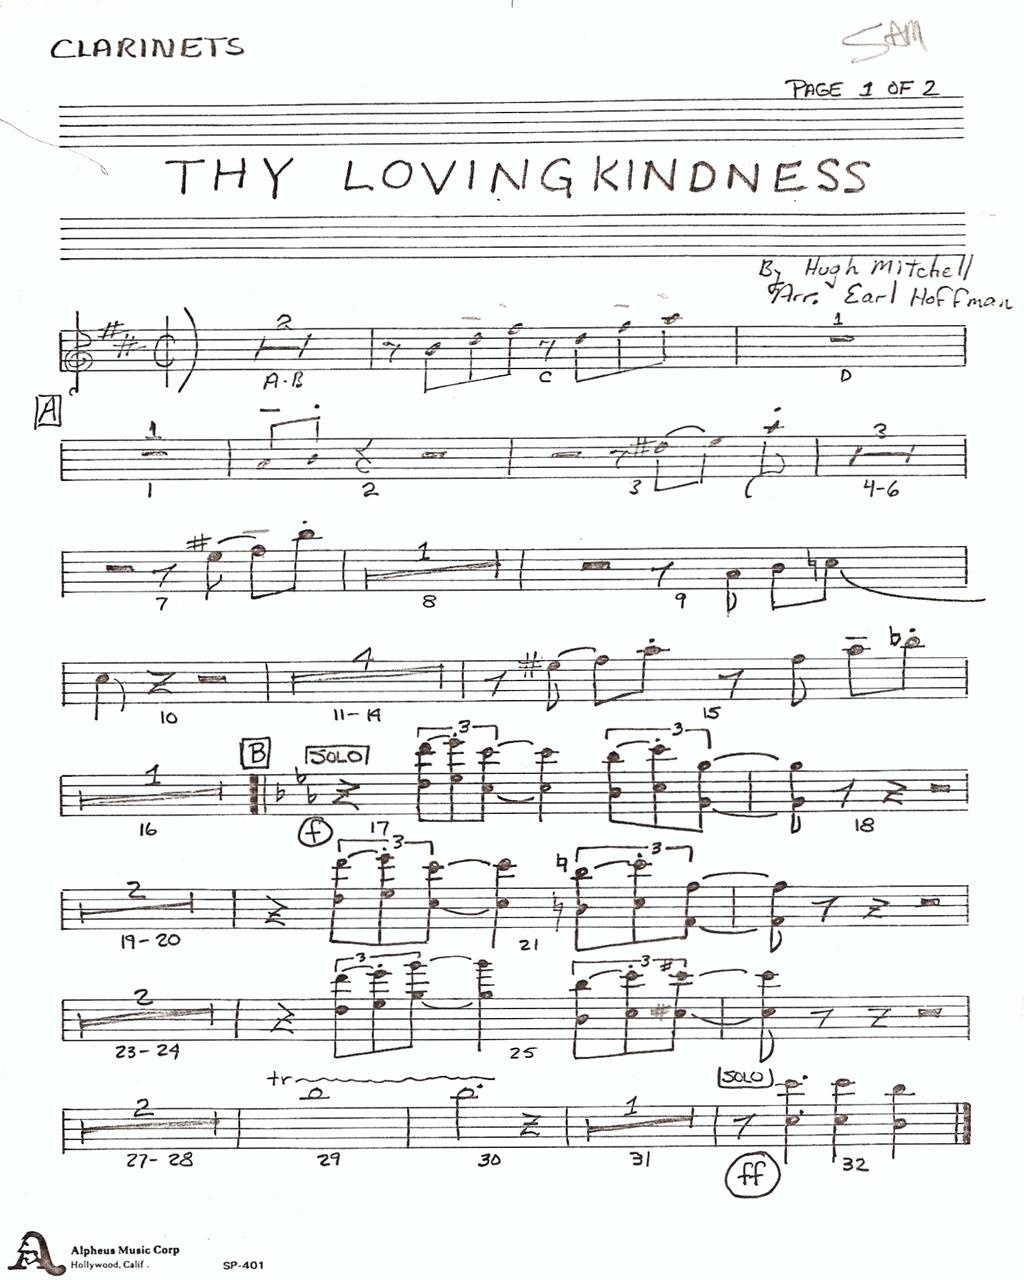 CLARINETS
SAM
PAGE 1 OF 2
THY LOVINGKINDNESS
By Hugh Mitchell
Arr. Earl Hoffman
2 1
A-B C D
A
1 3
1 2 3 4-6
1
7 8 9
4
10 11-14 15
B SOLO 3 3
1
16 f 17 18
3 3
2
19-20 21
3 3
2
23-24 25
tr SOLO
2 1
27-28 29 30 31 ff 32
A Alpheus Music Corp
Hollywood, Calif. SP-401